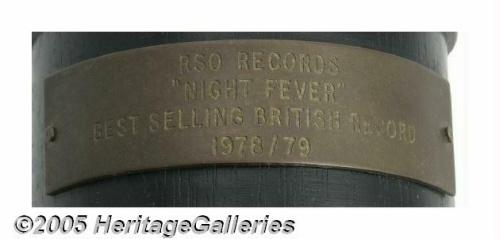 RSO RECORDS
"NIGHT FEVER"
BEST SELLING BRITISH RECORD
1978/79
©2005 HeritageGalleries